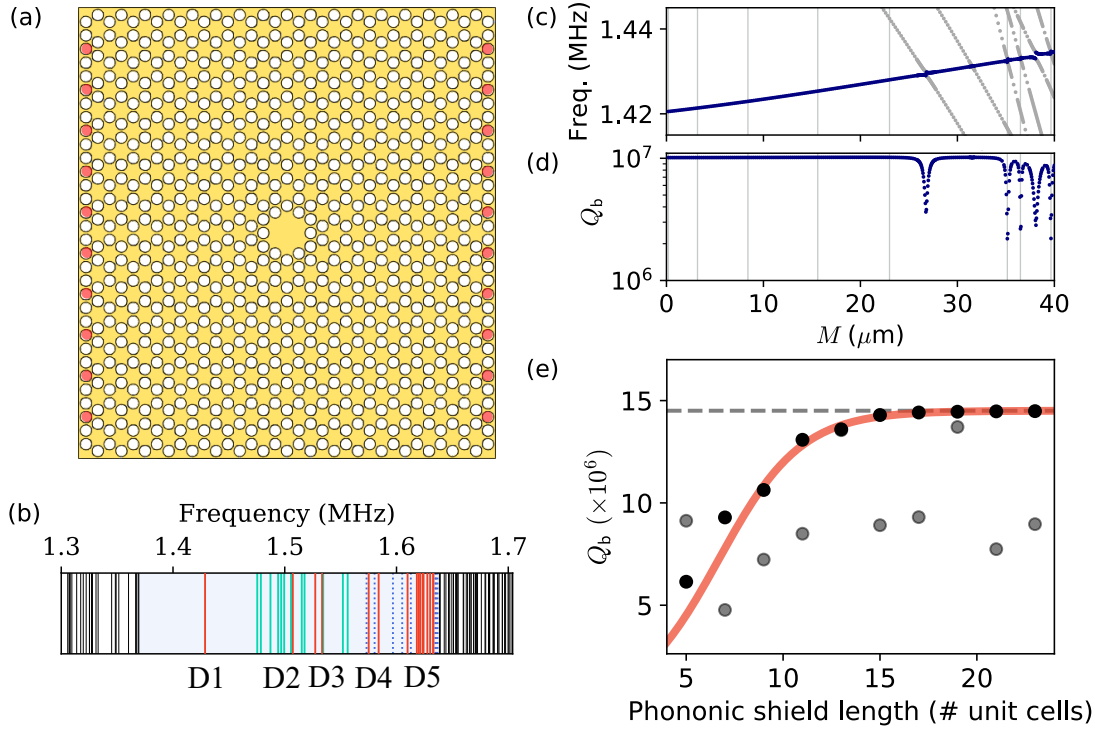 (a)
(b)
Frequency (MHz)
1.3 1.4 1.5 1.6 1.7
D1 D2 D3 D4 D5
(c)
Freq. (MHz)
1.44
1.42
(d)
Q_b
10^7
10^6
0 10 20 30 40
M (μm)
(e)
Q_b (×10^6)
15
10
5
5 10 15 20
Phononic shield length (# unit cells)